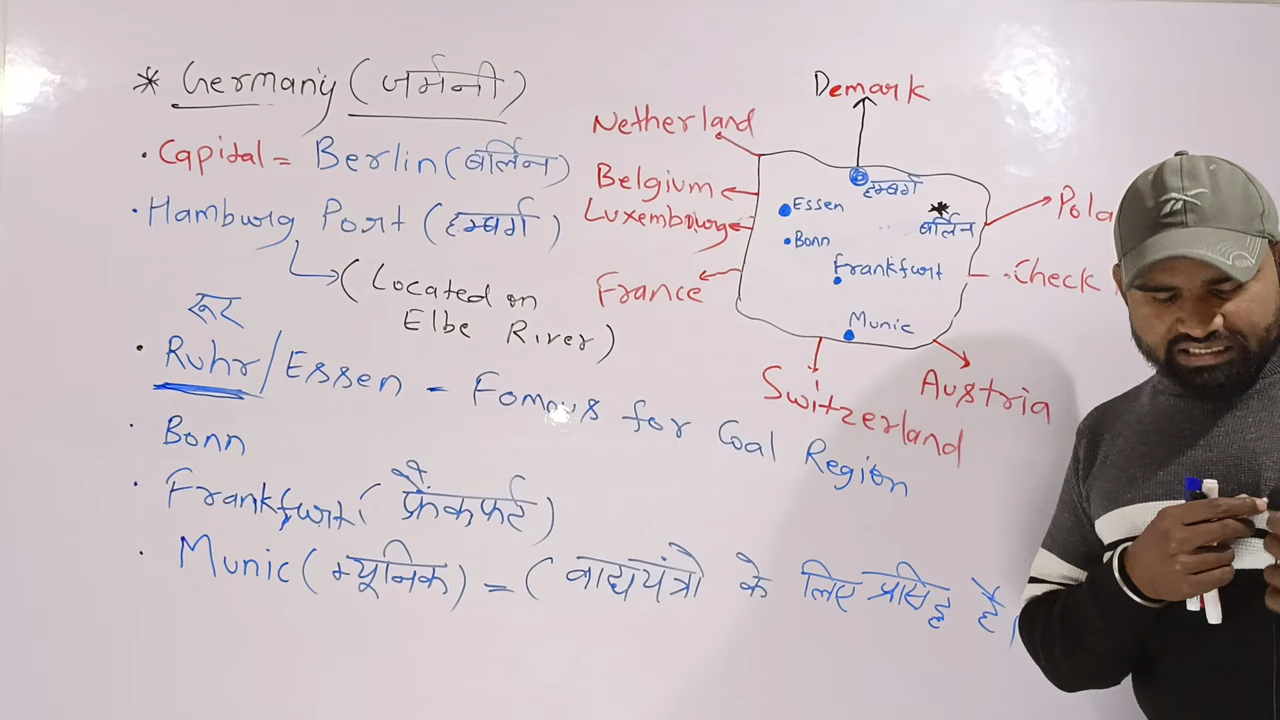 * Germany (जर्मनी)
• Capital = Berlin (बर्लिन)
• Hamburg Port (हम्बर्ग)
(Located on
Elbe River)
रूर
• Ruhr/Essen - Famous for Coal Region
• Bonn
• Frankfurt (फ्रैंकफर्ट)
• Munic (म्यूनिक) = (वाद्ययंत्रो के लिए प्रसिद्ध है।
Demark
Netherland
Belgium
Luxembourg
France
Switzerland
Austria
Check
Pola
हम्बर्ग
Essen
बर्लिन
• Bonn
Frankfurt
Munic